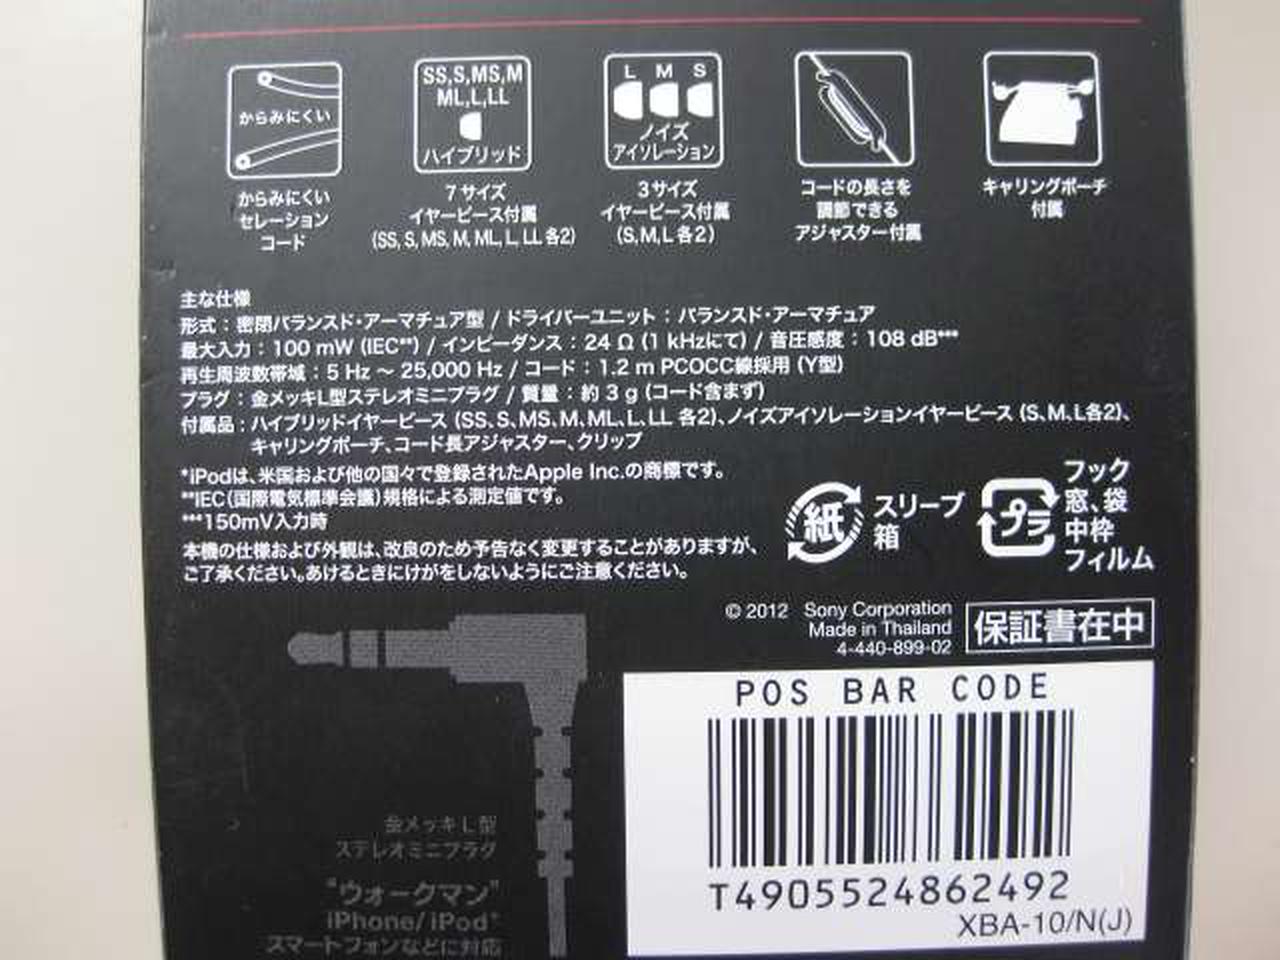 からみにくい
SS,S,MS,M
ML,L,LL
ハイブリッド
L M S
ノイズ
アイソレーション
からみにくい
セレーション
コード
7サイズ
イヤーピース付属
(SS, S, MS, M, ML, L, LL 各2)
3サイズ
イヤーピース付属
(S, M, L 各2)
コードの長さを
調節できる
アジャスター付属
キャリングポーチ
付属
主な仕様
形式：密閉バランスド・アーマチュア型 / ドライバーユニット：バランスド・アーマチュア
最大入力：100 mW (IEC**) / インピーダンス：24 Ω (1 kHzにて) / 音圧感度：108 dB***
再生周波数帯域：5 Hz ～ 25,000 Hz / コード：1.2 m PCOCC線採用 (Y型)
プラグ：金メッキL型ステレオミニプラグ / 質量：約 3 g (コード含まず)
付属品：ハイブリッドイヤーピース (SS、S、MS、M、ML、L、LL 各2)、ノイズアイソレーションイヤーピース (S、M、L各2)、
キャリングポーチ、コード長アジャスター、クリップ
*iPodは、米国および他の国々で登録されたApple Inc.の商標です。
**IEC(国際電気標準会議)規格による測定値です。
***150mV入力時
本機の仕様および外観は、改良のため予告なく変更することがありますが、
ご了承ください。あけるときにけがをしないようにご注意ください。
紙
スリーブ
箱
プラ
フック
窓、袋
中枠
フィルム
© 2012 Sony Corporation
Made in Thailand
4-440-899-02
保証書在中
POS BAR CODE
T4905524862492
XBA-10/N(J)
金メッキL型
ステレオミニプラグ
"ウォークマン"
iPhone/ iPod*
スマートフォンなどに対応